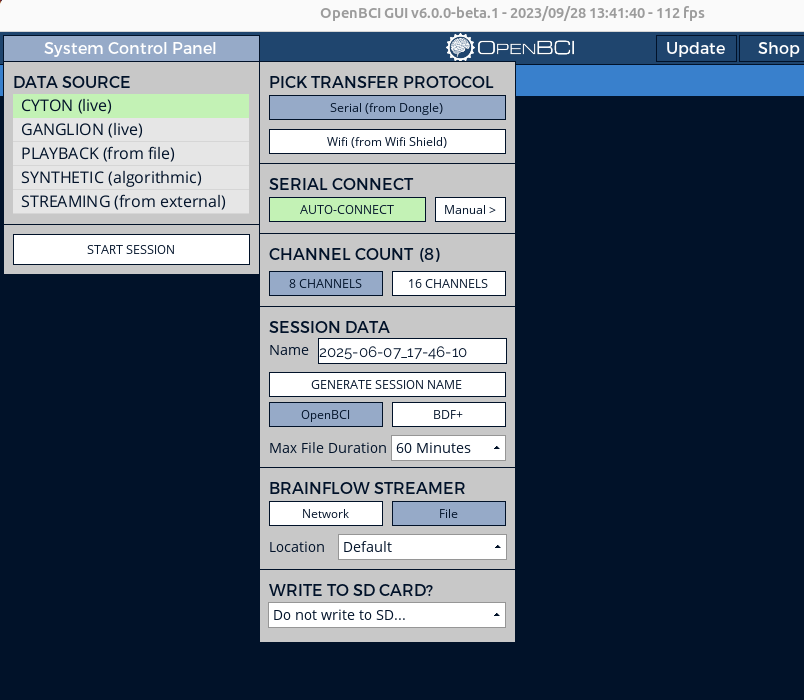 OpenBCI GUI v6.0.0-beta.1 - 2023/09/28 13:41:40 - 112 fps
System Control Panel
OPENBCI
Update
Shop
DATA SOURCE
CYTON (live)
GANGLION (live)
PLAYBACK (from file)
SYNTHETIC (algorithmic)
STREAMING (from external)
START SESSION
PICK TRANSFER PROTOCOL
Serial (from Dongle)
Wifi (from Wifi Shield)
SERIAL CONNECT
AUTO-CONNECT
Manual >
CHANNEL COUNT (8)
8 CHANNELS
16 CHANNELS
SESSION DATA
Name 2025-06-07_17-46-10
GENERATE SESSION NAME
OpenBCI
BDF+
Max File Duration 60 Minutes
BRAINFLOW STREAMER
Network
File
Location Default
WRITE TO SD CARD?
Do not write to SD...